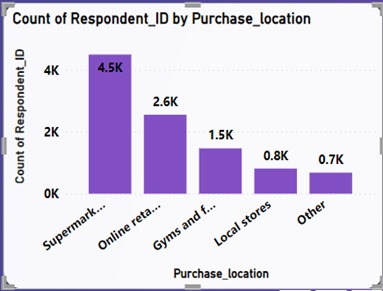 Count of Respondent_ID by Purchase_location
Count of Respondent_ID
4K
2K
0K
4.5K
2.6K
1.5K
0.8K
0.7K
Supermark...
Online reta...
Gyms and f...
Local stores
Other
Purchase_location